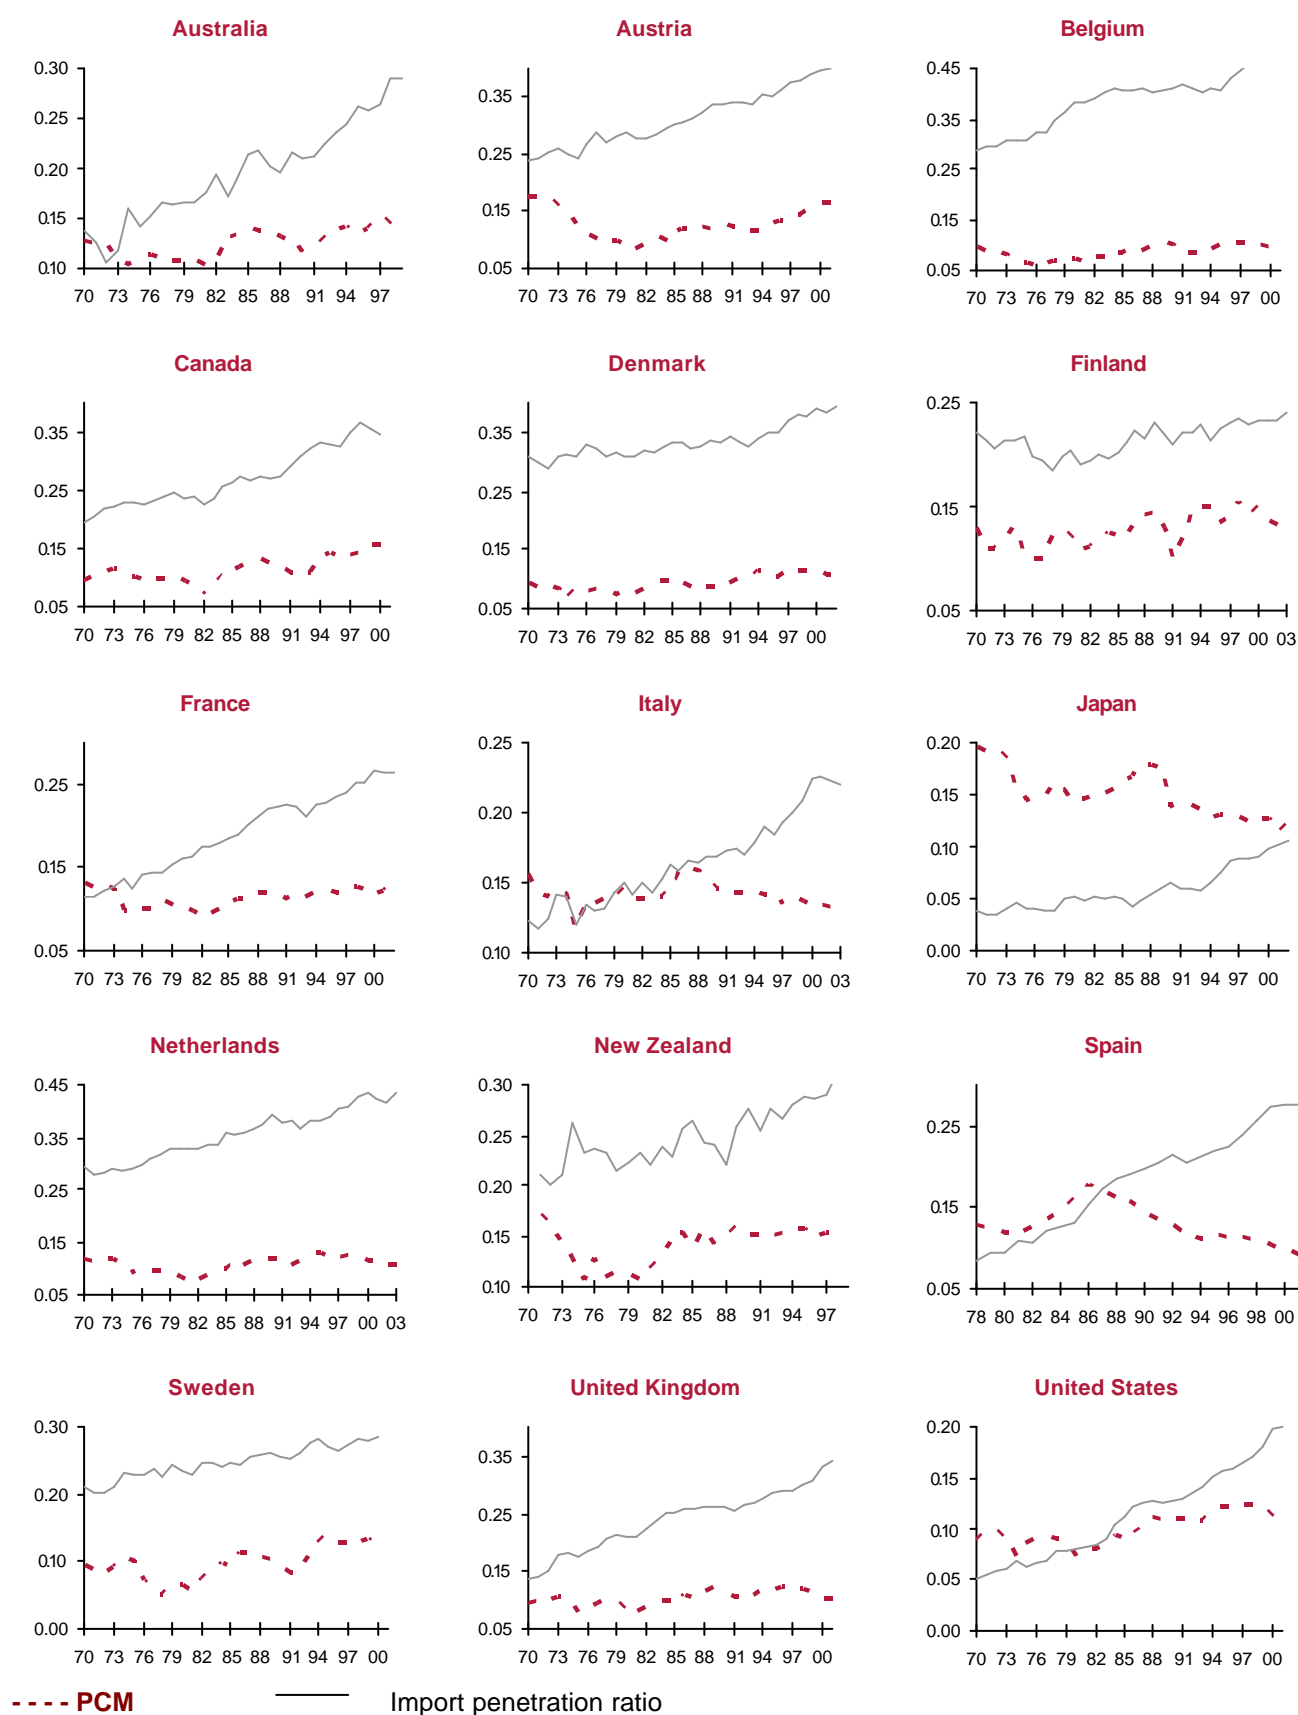 Australia
0.30
0.25
0.20
0.15
0.10
70 73 76 79 82 85 88 91 94 97
Austria
0.35
0.25
0.15
0.05
70 73 76 79 82 85 88 91 94 97 00
Belgium
0.45
0.35
0.25
0.15
0.05
70 73 76 79 82 85 88 91 94 97 00
Canada
0.35
0.25
0.15
0.05
70 73 76 79 82 85 88 91 94 97 00
Denmark
0.35
0.25
0.15
0.05
70 73 76 79 82 85 88 91 94 97 00
Finland
0.25
0.15
0.05
70 73 76 79 82 85 88 91 94 97 00 03
France
0.25
0.15
0.05
70 73 76 79 82 85 88 91 94 97 00
Italy
0.25
0.20
0.15
0.10
70 73 76 79 82 85 88 91 94 97 00 03
Japan
0.20
0.15
0.10
0.05
0.00
70 73 76 79 82 85 88 91 94 97 00
Netherlands
0.45
0.35
0.25
0.15
0.05
70 73 76 79 82 85 88 91 94 97 00 03
New Zealand
0.30
0.25
0.20
0.15
0.10
70 73 76 79 82 85 88 91 94 97
Spain
0.25
0.15
0.05
78 80 82 84 86 88 90 92 94 96 98 00
Sweden
0.30
0.20
0.10
0.00
70 73 76 79 82 85 88 91 94 97 00
United Kingdom
0.35
0.25
0.15
0.05
70 73 76 79 82 85 88 91 94 97 00
United States
0.20
0.15
0.10
0.05
0.00
70 73 76 79 82 85 88 91 94 97 00
PCM Import penetration ratio